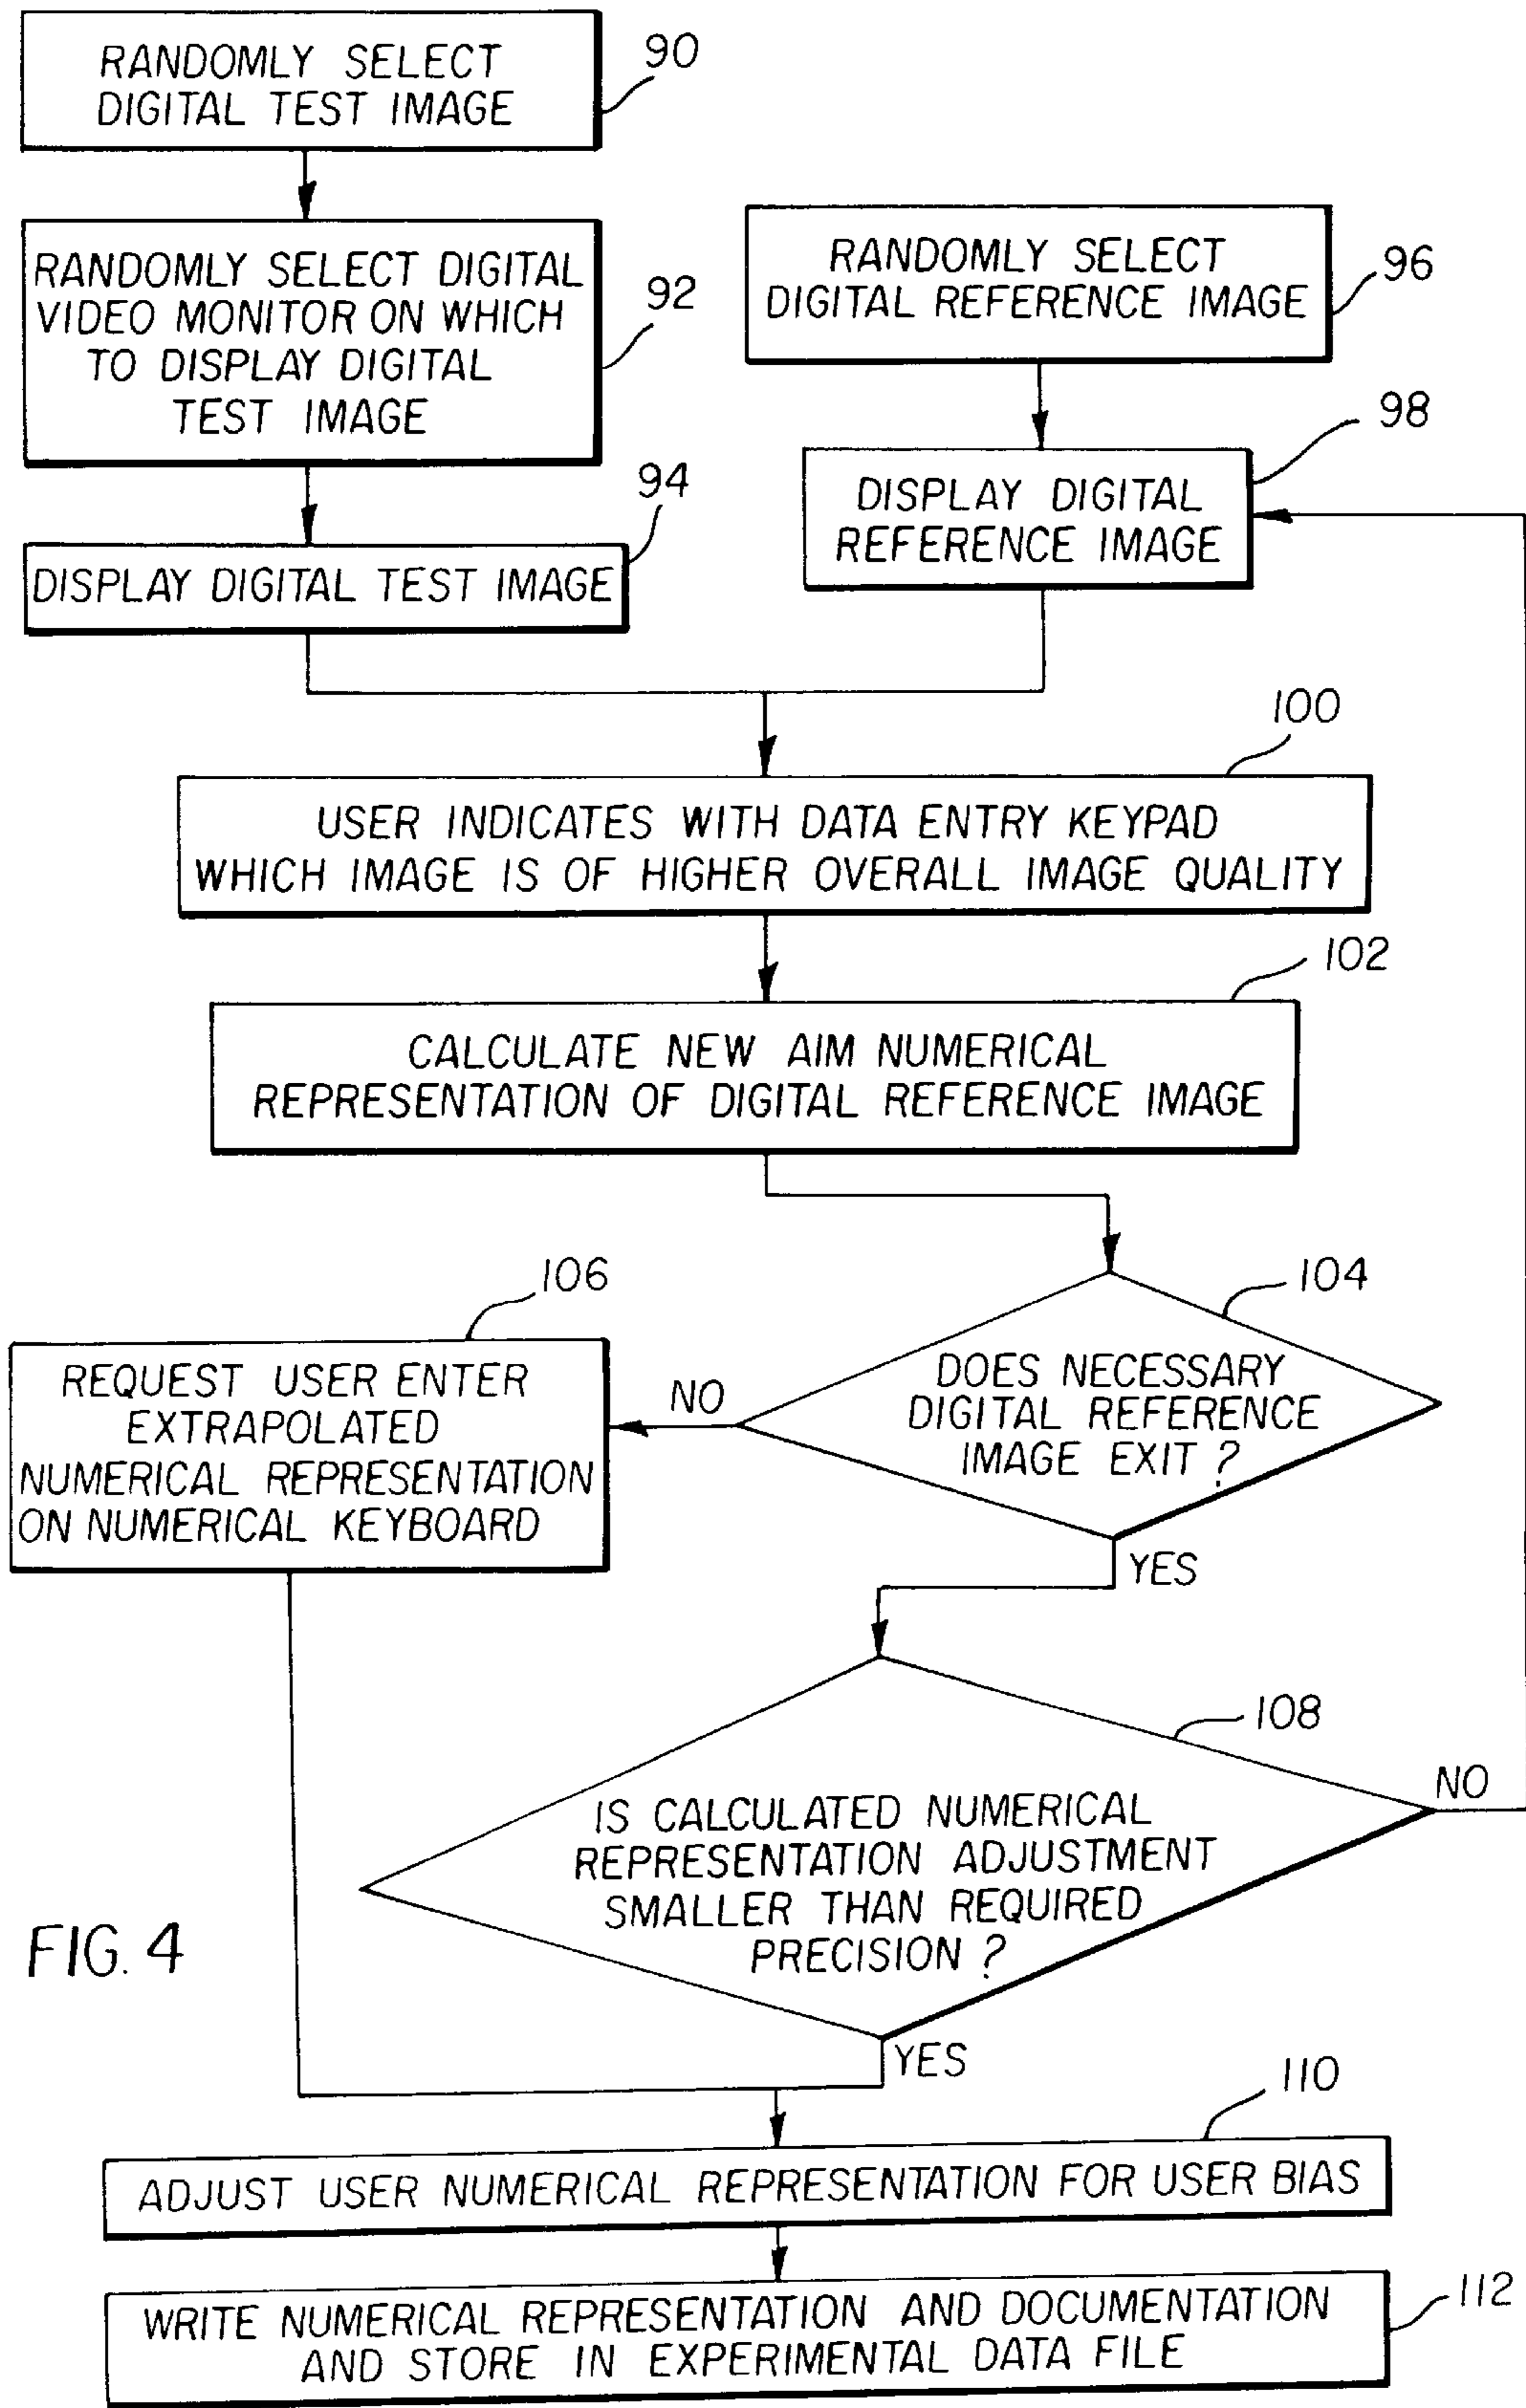 RANDOMLY SELECT
DIGITAL TEST IMAGE
90
RANDOMLY SELECT DIGITAL
VIDEO MONITOR ON WHICH
TO DISPLAY DIGITAL
TEST IMAGE
92
RANDOMLY SELECT
DIGITAL REFERENCE IMAGE
96
DISPLAY DIGITAL TEST IMAGE
94
DISPLAY DIGITAL
REFERENCE IMAGE
98
100
USER INDICATES WITH DATA ENTRY KEYPAD
WHICH IMAGE IS OF HIGHER OVERALL IMAGE QUALITY
102
CALCULATE NEW AIM NUMERICAL
REPRESENTATION OF DIGITAL REFERENCE IMAGE
104
DOES NECESSARY
DIGITAL REFERENCE
IMAGE EXIT ?
NO
106
REQUEST USER ENTER
EXTRAPOLATED
NUMERICAL REPRESENTATION
ON NUMERICAL KEYBOARD
YES
108
IS CALCULATED NUMERICAL
REPRESENTATION ADJUSTMENT
SMALLER THAN REQUIRED
PRECISION ?
NO
YES
FIG. 4
110
ADJUST USER NUMERICAL REPRESENTATION FOR USER BIAS
WRITE NUMERICAL REPRESENTATION AND DOCUMENTATION
AND STORE IN EXPERIMENTAL DATA FILE
112